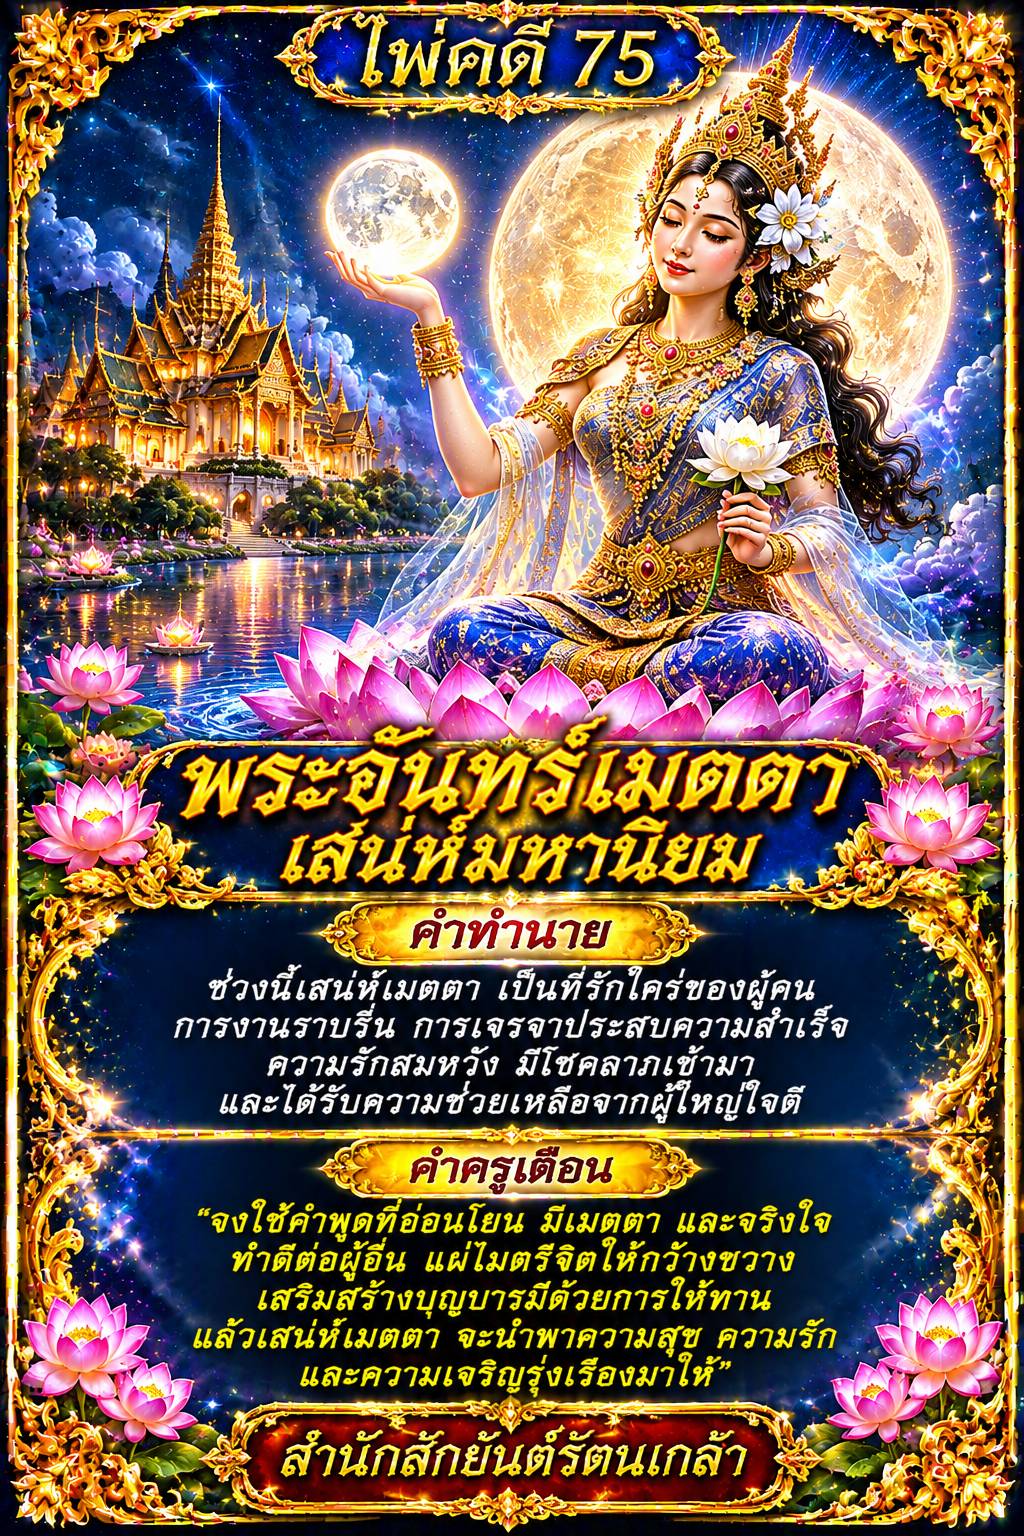 ไพ่คดี 75
พระอันทร์เมตตา
เสน่ห์มหานิยม
คำทำนาย
ช่วงนี้เสน่ห์เมตตา เป็นที่รักใคร่ของผู้คน
การงานราบรื่น การเจรจาประสบความสำเร็จ
ความรักสมหวัง มีโชคลาภเข้ามา
และได้รับความช่วยเหลือจากผู้ใหญ่ใจดี
คำครูเตือน
“จงใช้คำพูดที่อ่อนโยน มีเมตตา และจริงใจ
ทำดีต่อผู้อื่น แผ่ไมตรีจิตให้กว้างขวาง
เสริมสร้างบุญบารมีด้วยการให้ทาน
แล้วเสน่ห์เมตตา จะนำพาความสุข ความรัก
และความเจริญรุ่งเรืองมาให้”
สำนักสักยันต์รัตนเกล้า